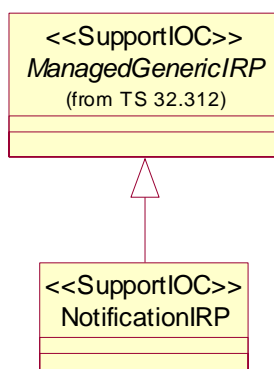 <<SupportIOC>>
ManagedGenericIRP
(from TS 32.312)
<<SupportIOC>>
NotificationIRP